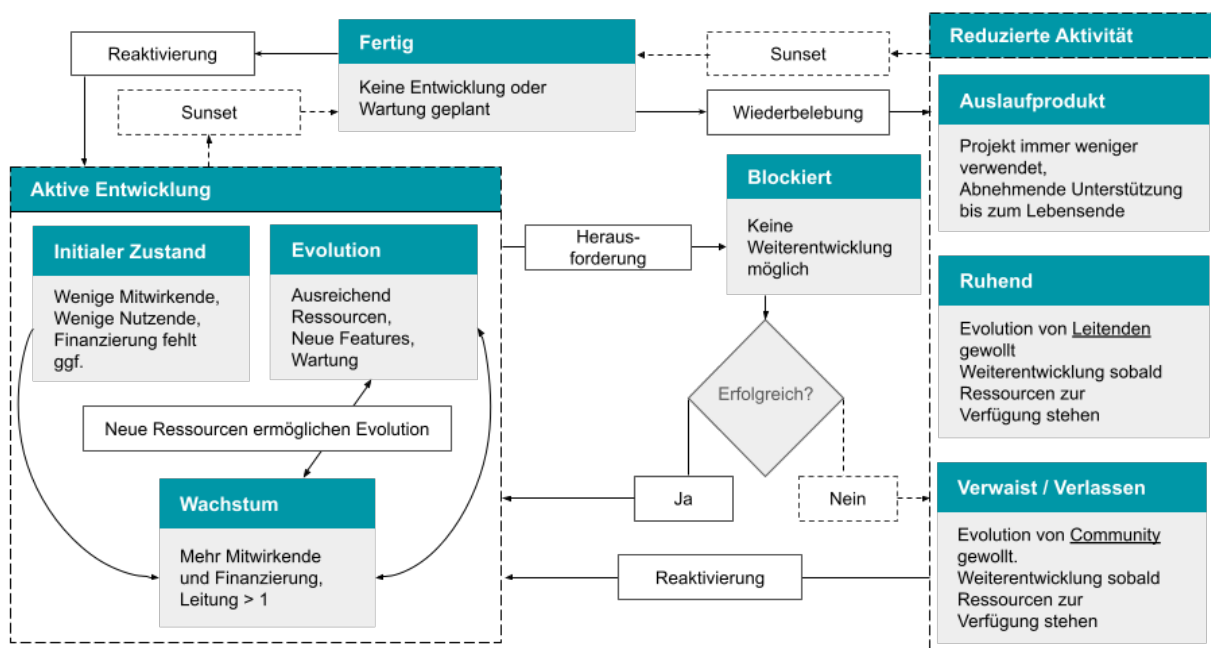 Reaktivierung
Fertig
Keine Entwicklung oder
Wartung geplant
Sunset
Reduzierte Aktivität
Sunset
Wiederbelebung
Auslaufprodukt
Projekt immer weniger
verwendet,
Abnehmende Unterstützung
bis zum Lebensende
Aktive Entwicklung
Initialer Zustand
Wenige Mitwirkende,
Wenige Nutzende,
Finanzierung fehlt
ggf.
Evolution
Ausreichend
Ressourcen,
Neue Features,
Wartung
Heraus-
forderung
Blockiert
Keine
Weiterentwicklung
möglich
Ruhend
Evolution von Leitenden
gewollt
Weiterentwicklung sobald
Ressourcen zur
Verfügung stehen
Erfolgreich?
Neue Ressourcen ermöglichen Evolution
Wachstum
Mehr Mitwirkende
und Finanzierung,
Leitung > 1
Ja
Nein
Verwaist / Verlassen
Evolution von Community
gewollt.
Weiterentwicklung sobald
Ressourcen zur
Verfügung stehen
Reaktivierung